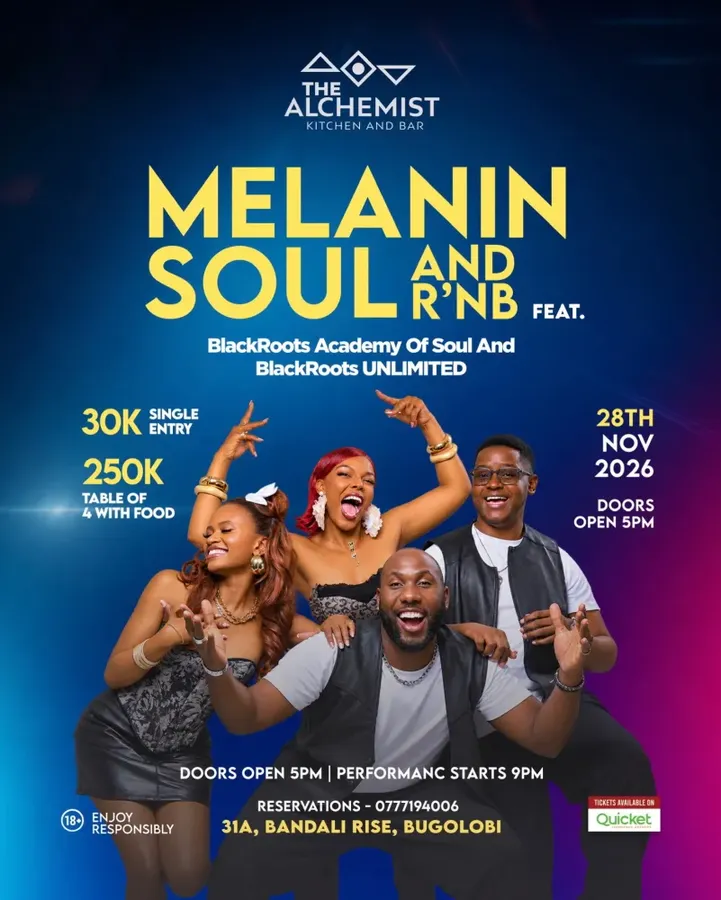 THE
ALCHEMIST
KITCHEN AND BAR
MELANIN
SOUL AND
R'NB FEAT.
BlackRoots Academy Of Soul And
BlackRoots UNLIMITED
30K SINGLE
ENTRY
250K
TABLE OF
4 WITH FOOD
28TH
NOV
2026
DOORS
OPEN 5PM
DOORS OPEN 5PM | PERFORMANC STARTS 9PM
RESERVATIONS - 0777194006
31A, BANDALI RISE, BUGOLOBI
18+ ENJOY
RESPONSIBLY
TICKETS AVAILABLE ON
Quicket